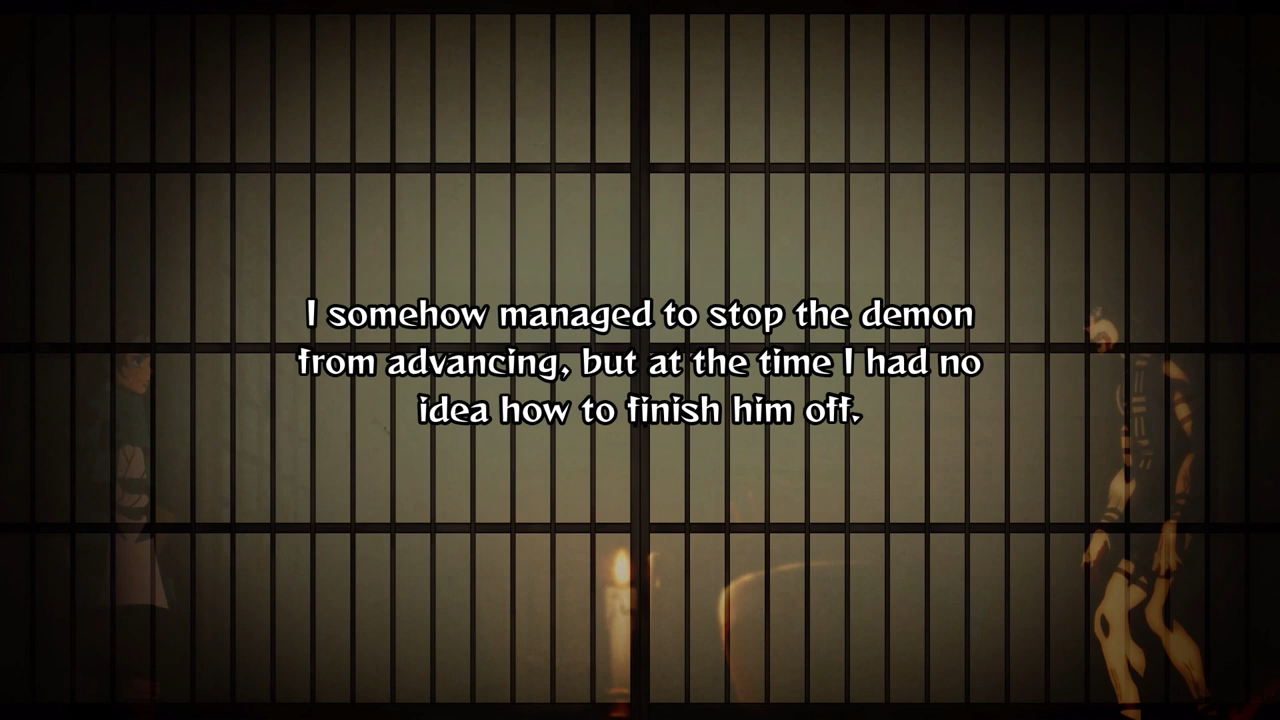 I somehow managed to stop the demon
from advancing, but at the time I had no
idea how to finish him off.